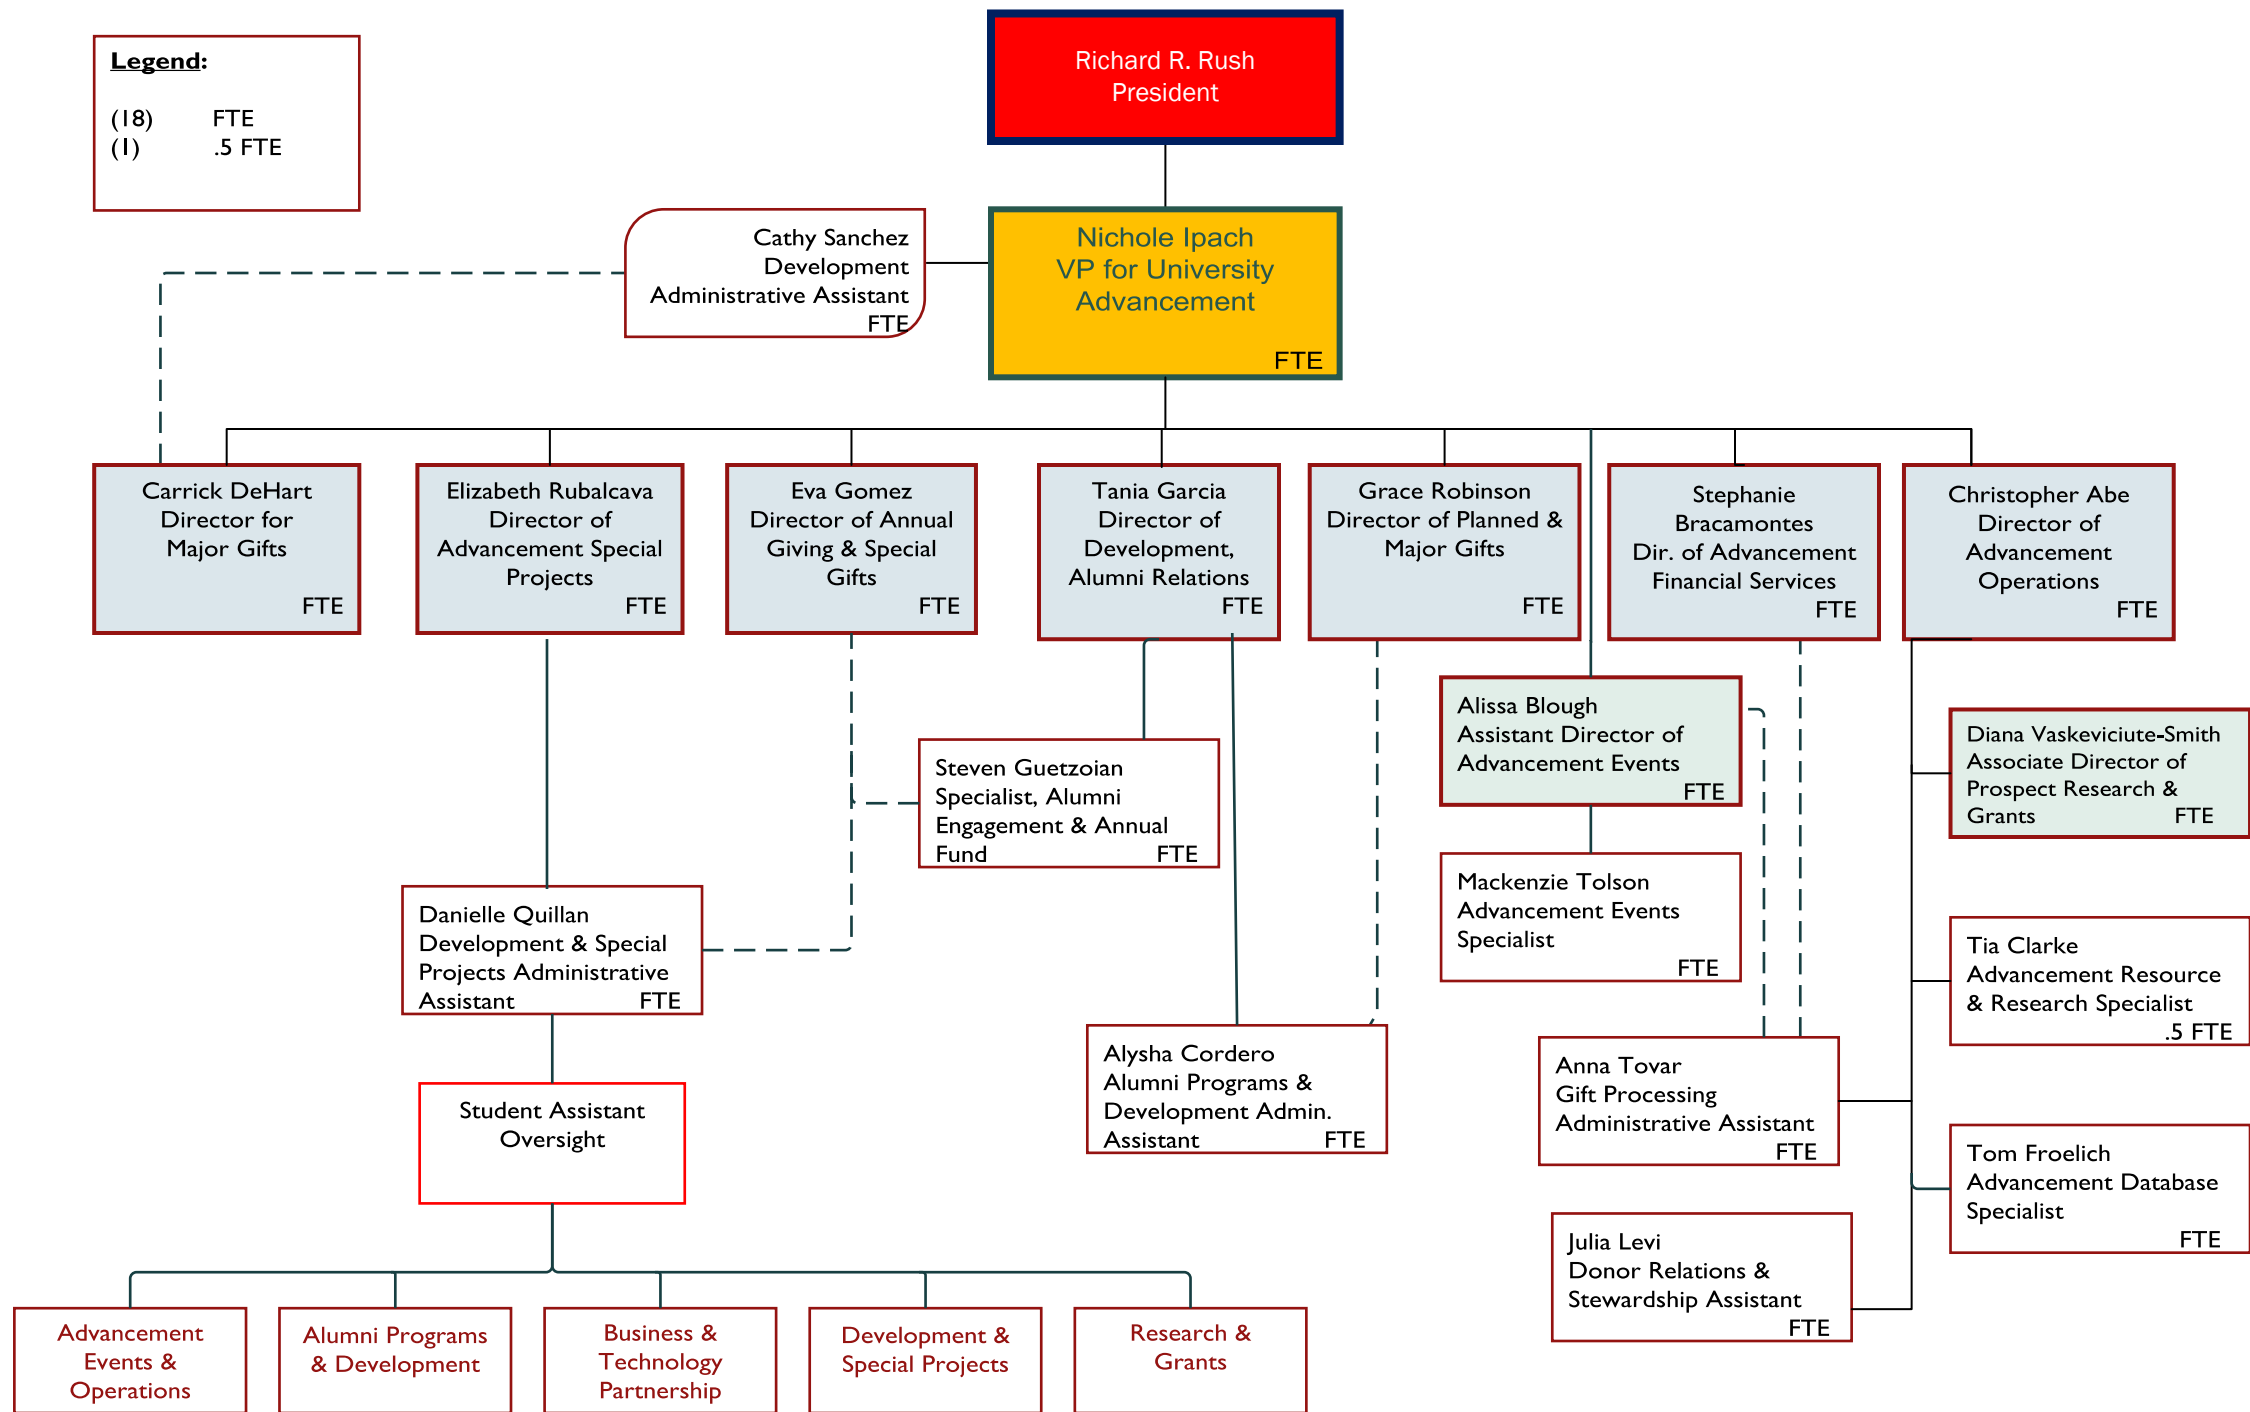 Legend:
(18) FTE
(1) .5 FTE
Richard R. Rush
President
Cathy Sanchez
Development
Administrative Assistant
FTE
Nichole Ipach
VP for University
Advancement
FTE
Carrick DeHart
Director for
Major Gifts
FTE
Elizabeth Rubalcava
Director of
Advancement Special
Projects
FTE
Eva Gomez
Director of Annual
Giving & Special
Gifts
FTE
Tania Garcia
Director of
Development,
Alumni Relations
FTE
Grace Robinson
Director of Planned &
Major Gifts
FTE
Stephanie
Bracamontes
Dir. of Advancement
Financial Services
FTE
Christopher Abe
Director of
Advancement
Operations
FTE
Alissa Blough
Assistant Director of
Advancement Events
FTE
Diana Vaskeviciute-Smith
Associate Director of
Prospect Research &
Grants FTE
Steven Guetzoian
Specialist, Alumni
Engagement & Annual
Fund FTE
Mackenzie Tolson
Advancement Events
Specialist
FTE
Danielle Quillan
Development & Special
Projects Administrative
Assistant FTE
Tia Clarke
Advancement Resource
& Research Specialist
.5 FTE
Alysha Cordero
Alumni Programs &
Development Admin.
Assistant FTE
Anna Tovar
Gift Processing
Administrative Assistant
FTE
Student Assistant
Oversight
Tom Froelich
Advancement Database
Specialist
FTE
Julia Levi
Donor Relations &
Stewardship Assistant
FTE
Advancement
Events &
Operations
Alumni Programs
& Development
Business &
Technology
Partnership
Development &
Special Projects
Research &
Grants